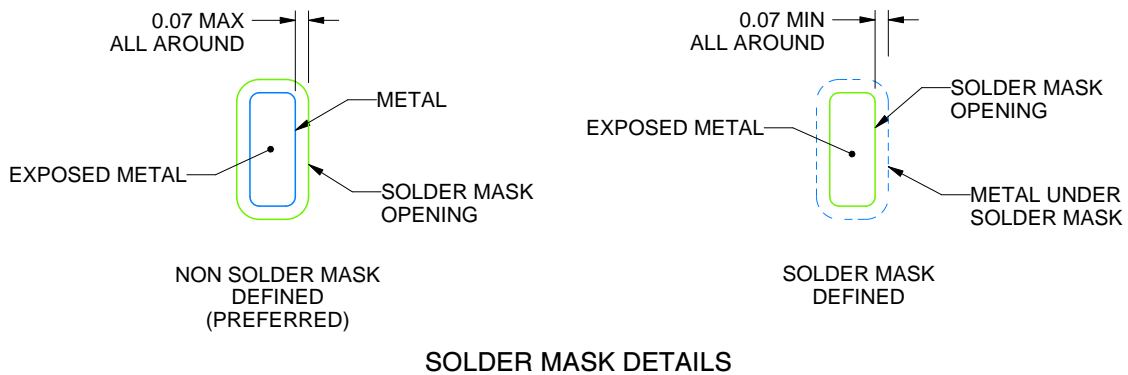 0.07 MAX
ALL AROUND
METAL
EXPOSED METAL
SOLDER MASK
OPENING
NON SOLDER MASK
DEFINED
(PREFERRED)
0.07 MIN
ALL AROUND
SOLDER MASK
OPENING
EXPOSED METAL
METAL UNDER
SOLDER MASK
SOLDER MASK
DEFINED
SOLDER MASK DETAILS